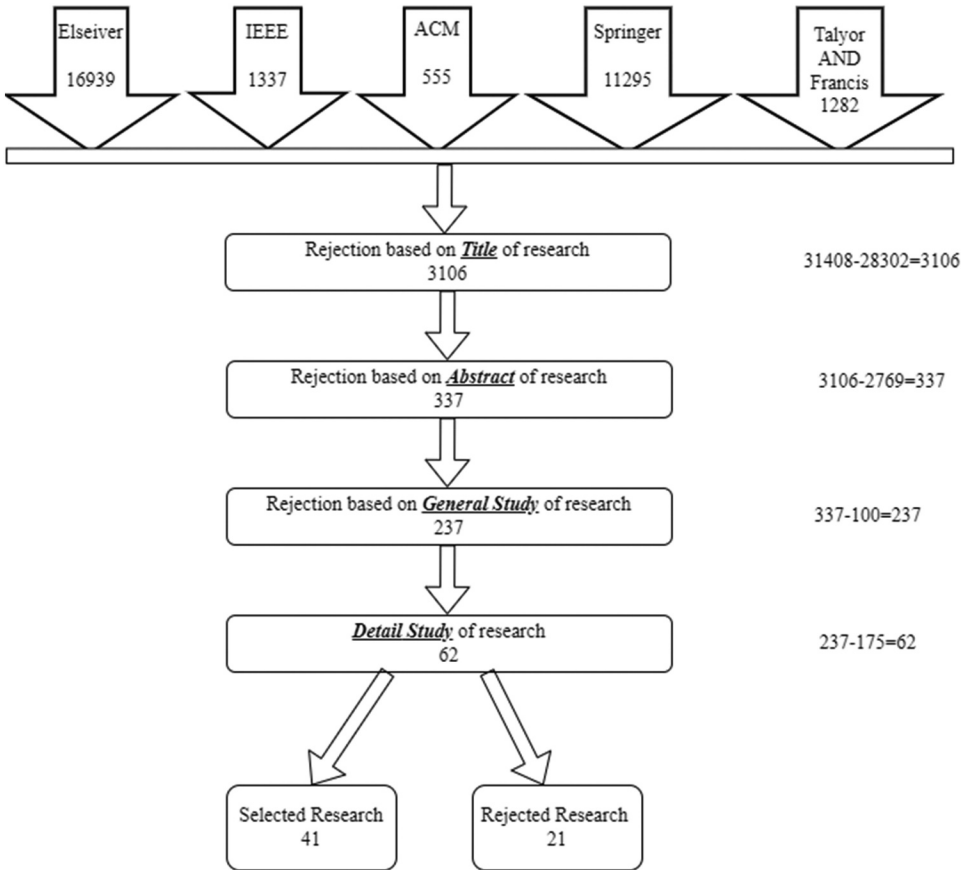 Elseiver
16939
IEEE
1337
ACM
555
Springer
11295
Talyor
AND
Francis
1282
Rejection based on Title of research
3106
31408-28302=3106
Rejection based on Abstract of research
337
3106-2769=337
Rejection based on General Study of research
237
337-100=237
Detail Study of research
62
237-175=62
Selected Research
41
Rejected Research
21